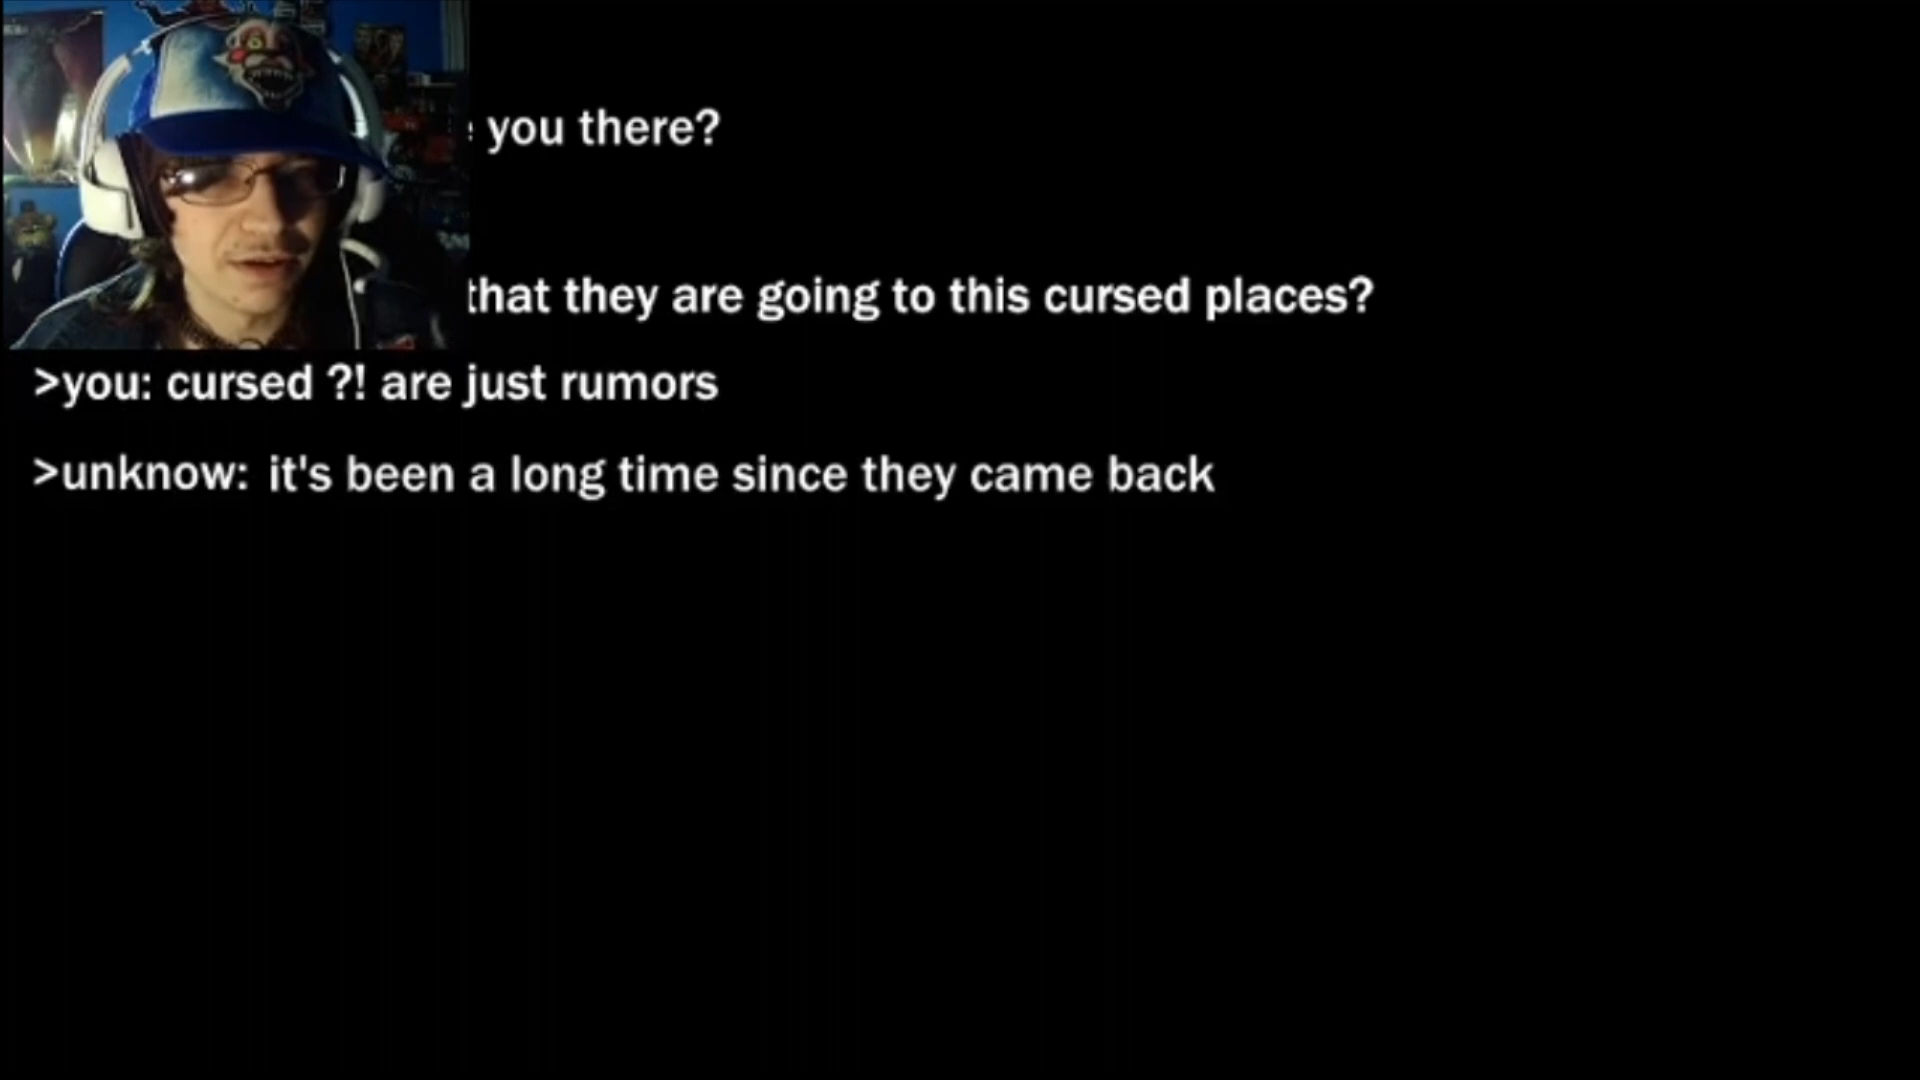 you there?
that they are going to this cursed places?
>you: cursed ?! are just rumors
>unknow: it's been a long time since they came back